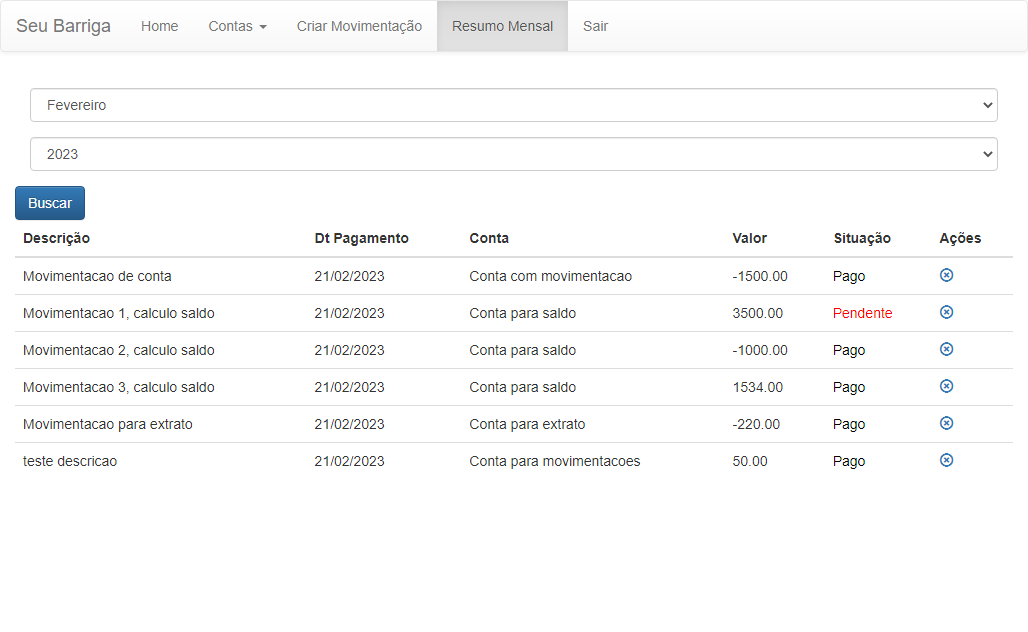 Seu Barriga Home Contas Criar Movimentação Resumo Mensal Sair
Fevereiro
2023
Buscar
Descrição Dt Pagamento Conta Valor Situação Ações
Movimentacao de conta 21/02/2023 Conta com movimentacao -1500.00 Pago
Movimentacao 1, calculo saldo 21/02/2023 Conta para saldo 3500.00 Pendente
Movimentacao 2, calculo saldo 21/02/2023 Conta para saldo -1000.00 Pago
Movimentacao 3, calculo saldo 21/02/2023 Conta para saldo 1534.00 Pago
Movimentacao para extrato 21/02/2023 Conta para extrato -220.00 Pago
teste descricao 21/02/2023 Conta para movimentacoes 50.00 Pago